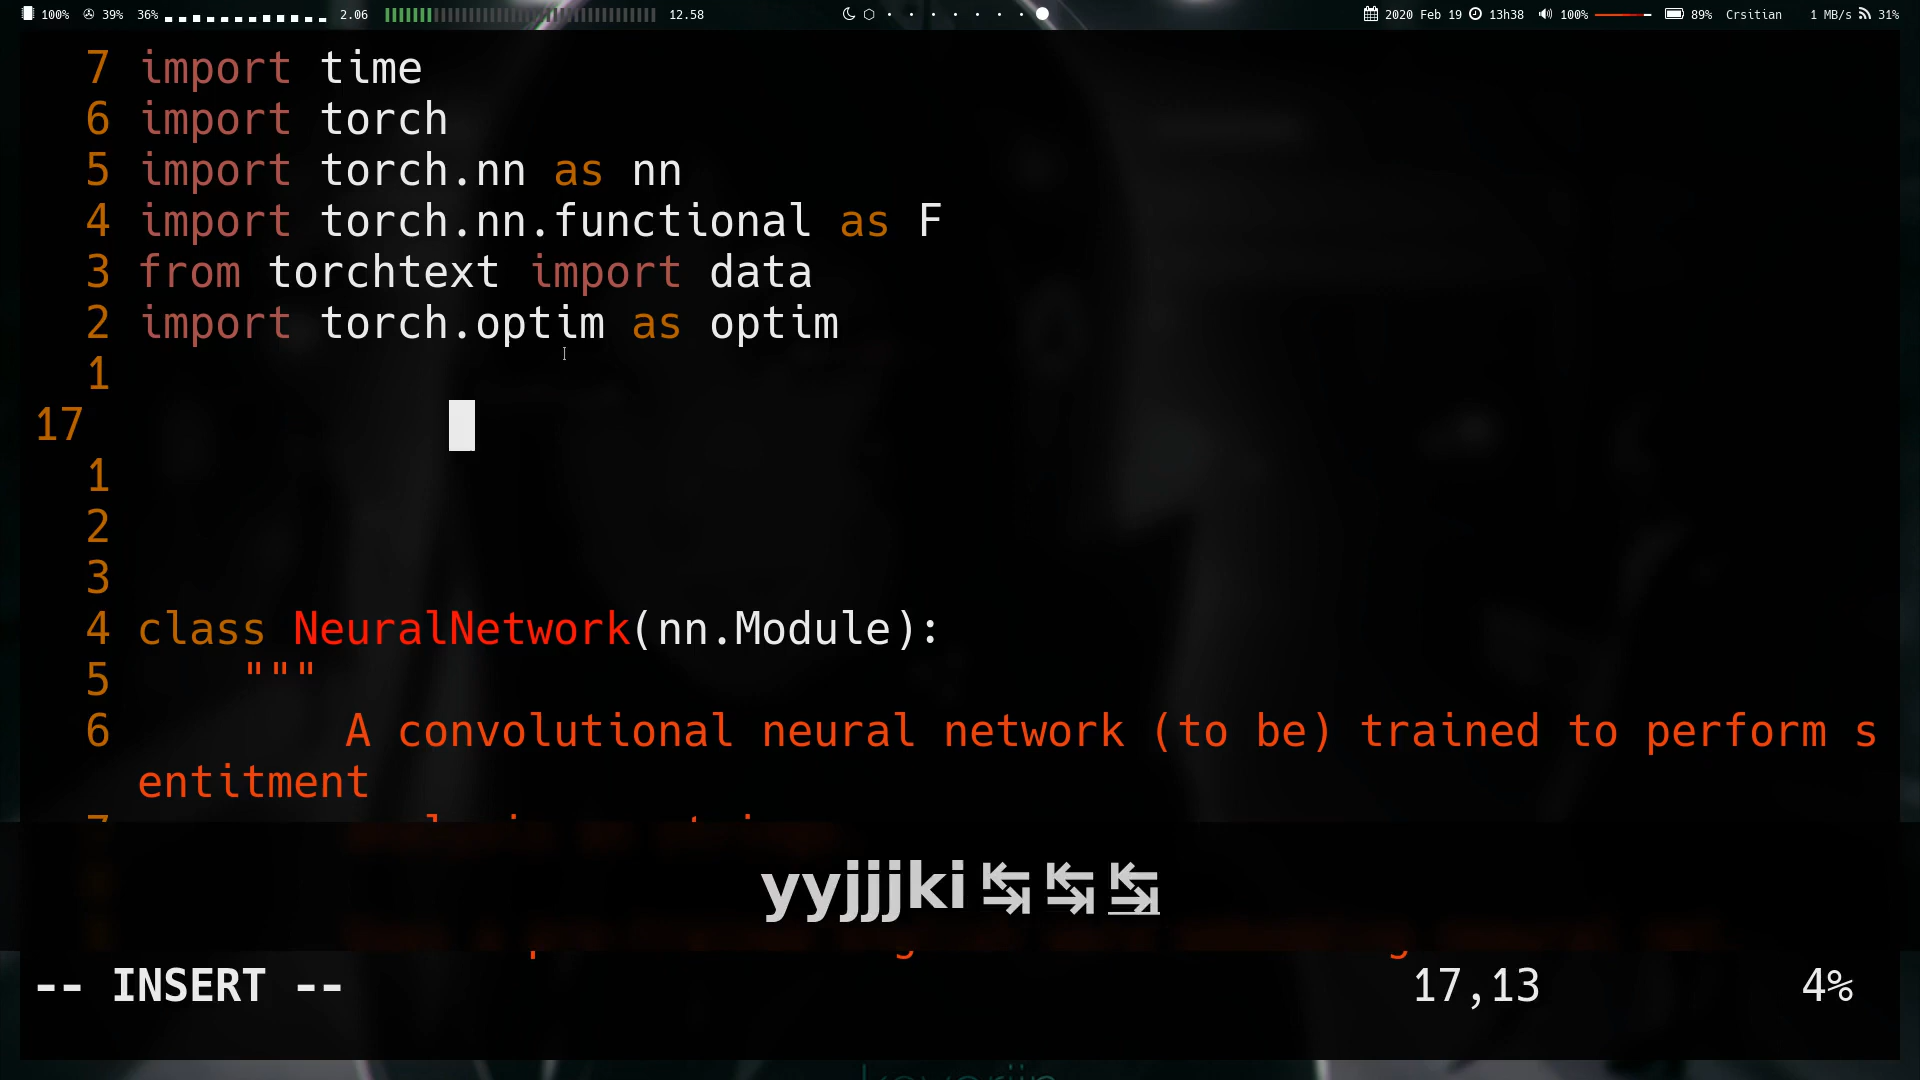 100% 39% 36% 2.06 12.58 2020 Feb 19 13h38 100% 89% Crsitian 1 MB/s 31%
7 import time
6 import torch
5 import torch.nn as nn
4 import torch.nn.functional as F
3 from torchtext import data
2 import torch.optim as optim
1
17
1
2
3
4 class NeuralNetwork(nn.Module):
5 """
6 A convolutional neural network (to be) trained to perform s
entitment
7
yyjjjki↹↹↹
-- INSERT -- 17,13 4%